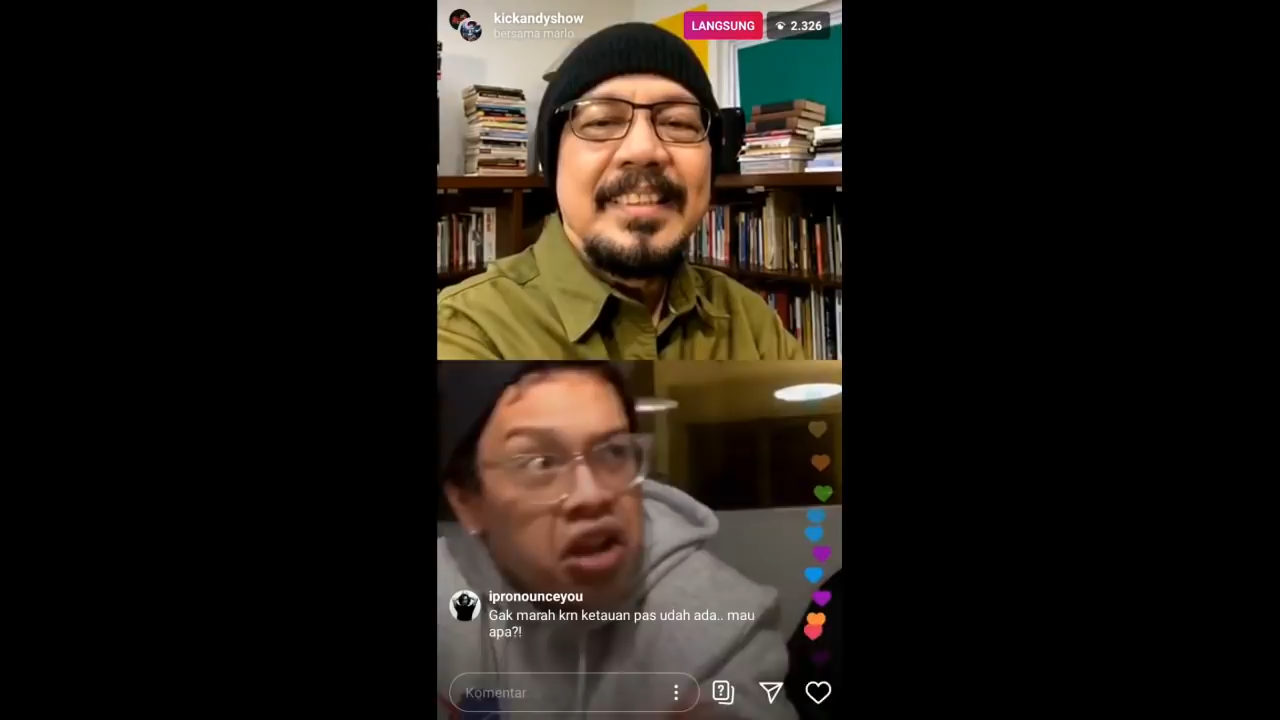 kickandyshow
bersama marlo
LANGSUNG
2.326
ipronounceyou
Gak marah krn ketauan pas udah ada.. mau
apa?!
Komentar